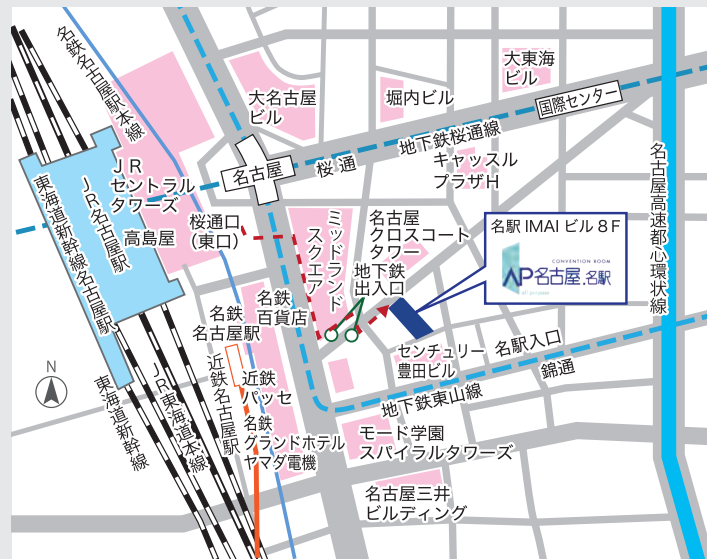 名鉄名古屋駅本線
大名古屋
ビル
堀内ビル
大東海
ビル
国際センター
地下鉄桜通線
桜通
名古屋
キャッスル
プラザH
名古屋高速都心環状線
JR
セントラル
タワーズ
JR名古屋駅
東海道新幹線名古屋駅
高島屋
桜通口
（東口）
ミッドランド
スクエア
名古屋
クロスコート
タワー
地下鉄
出入口
名駅 IMAI ビル 8F
CONVENTION ROOM
AP名古屋.名駅
名鉄
百貨店
名鉄
名古屋駅
近鉄名古屋駅
近鉄
パッセ
名鉄
グランドホテル
ヤマダ電機
センチュリー
豊田ビル
名駅入口
錦通
地下鉄東山線
モード学園
スパイラルタワーズ
名古屋三井
ビルディング
N
東海道新幹線
JR東海道本線